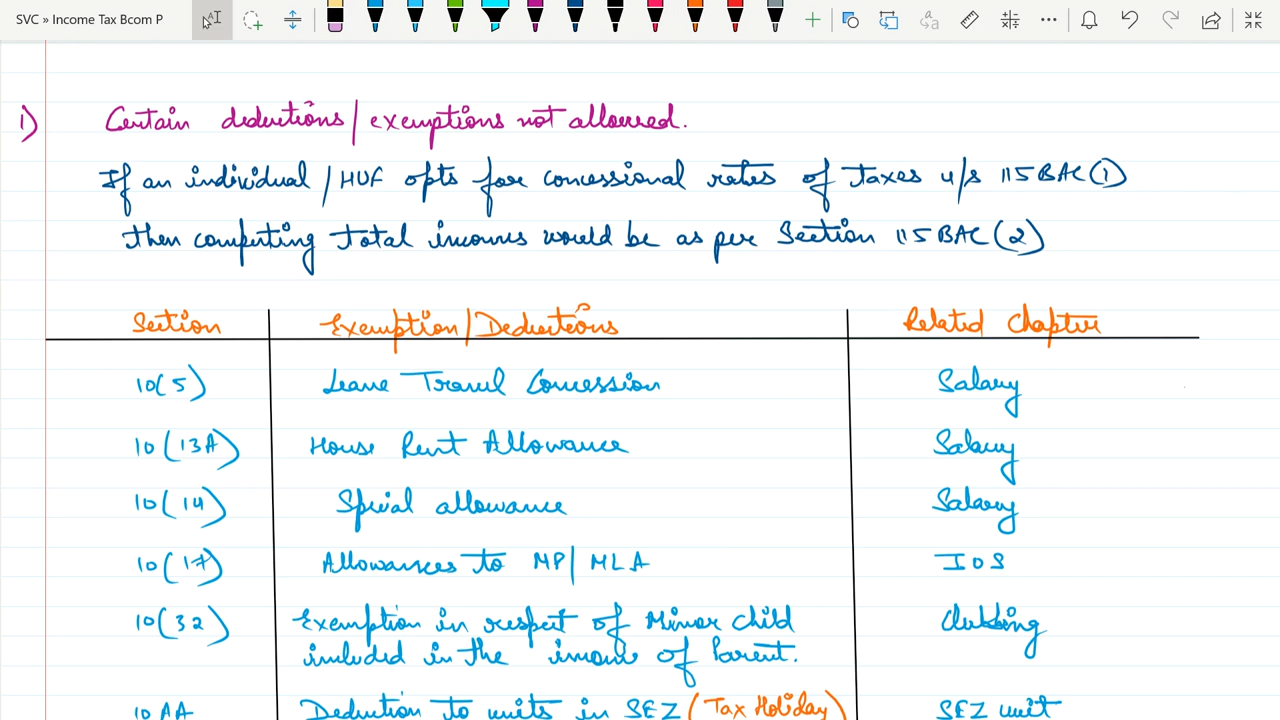 SVC » Income Tax Bcom P
1) Certain deductions/exemptions not allowed.
If an individual/HUF opts for concessional rates of taxes u/s 115BAC(1)
then computing total incomes would be as per Section 115BAC(2)
Section Exemption/Deductions Related Chapter
10(5) Leave Travel Concession Salary
10(13A) House Rent Allowance Salary
10(14) Special allowance Salary
10(17) Allowances to MP/MLA IOS
10(32) Exemption in respect of Minor child Clubbing
included in the income of Parent.
10AA Deduction to units in SEZ (Tax Holiday) SEZ unit